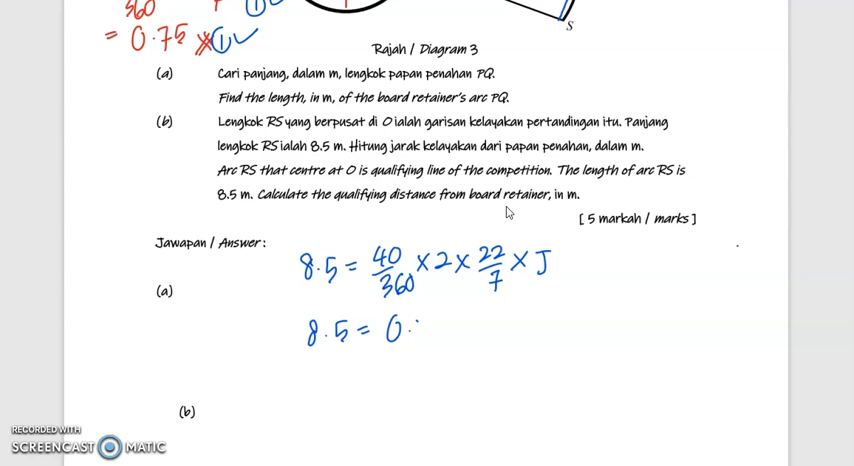 360
= 0.75 × ①✓
S
Rajah / Diagram 3
(a) Cari panjang, dalam m, lengkok papan penahan PQ.
Find the length, in m, of the board retainer's arc PQ.
(b) Lengkok RS yang berpusat di O ialah garisan kelayakan pertandingan itu. Panjang
lengkok RS ialah 8.5 m. Hitung jarak kelayakan dari papan penahan, dalam m.
Arc RS that centre at O is qualifying line of the competition. The length of arc RS is
8.5 m. Calculate the qualifying distance from board retainer, in m.
[ 5 markah / marks ]
Jawapan / Answer :
8.5 = 40/360 × 2 × 22/7 × J
(a)
8.5 = 0.
(b)
RECORDED WITH
SCREENCAST MATIC